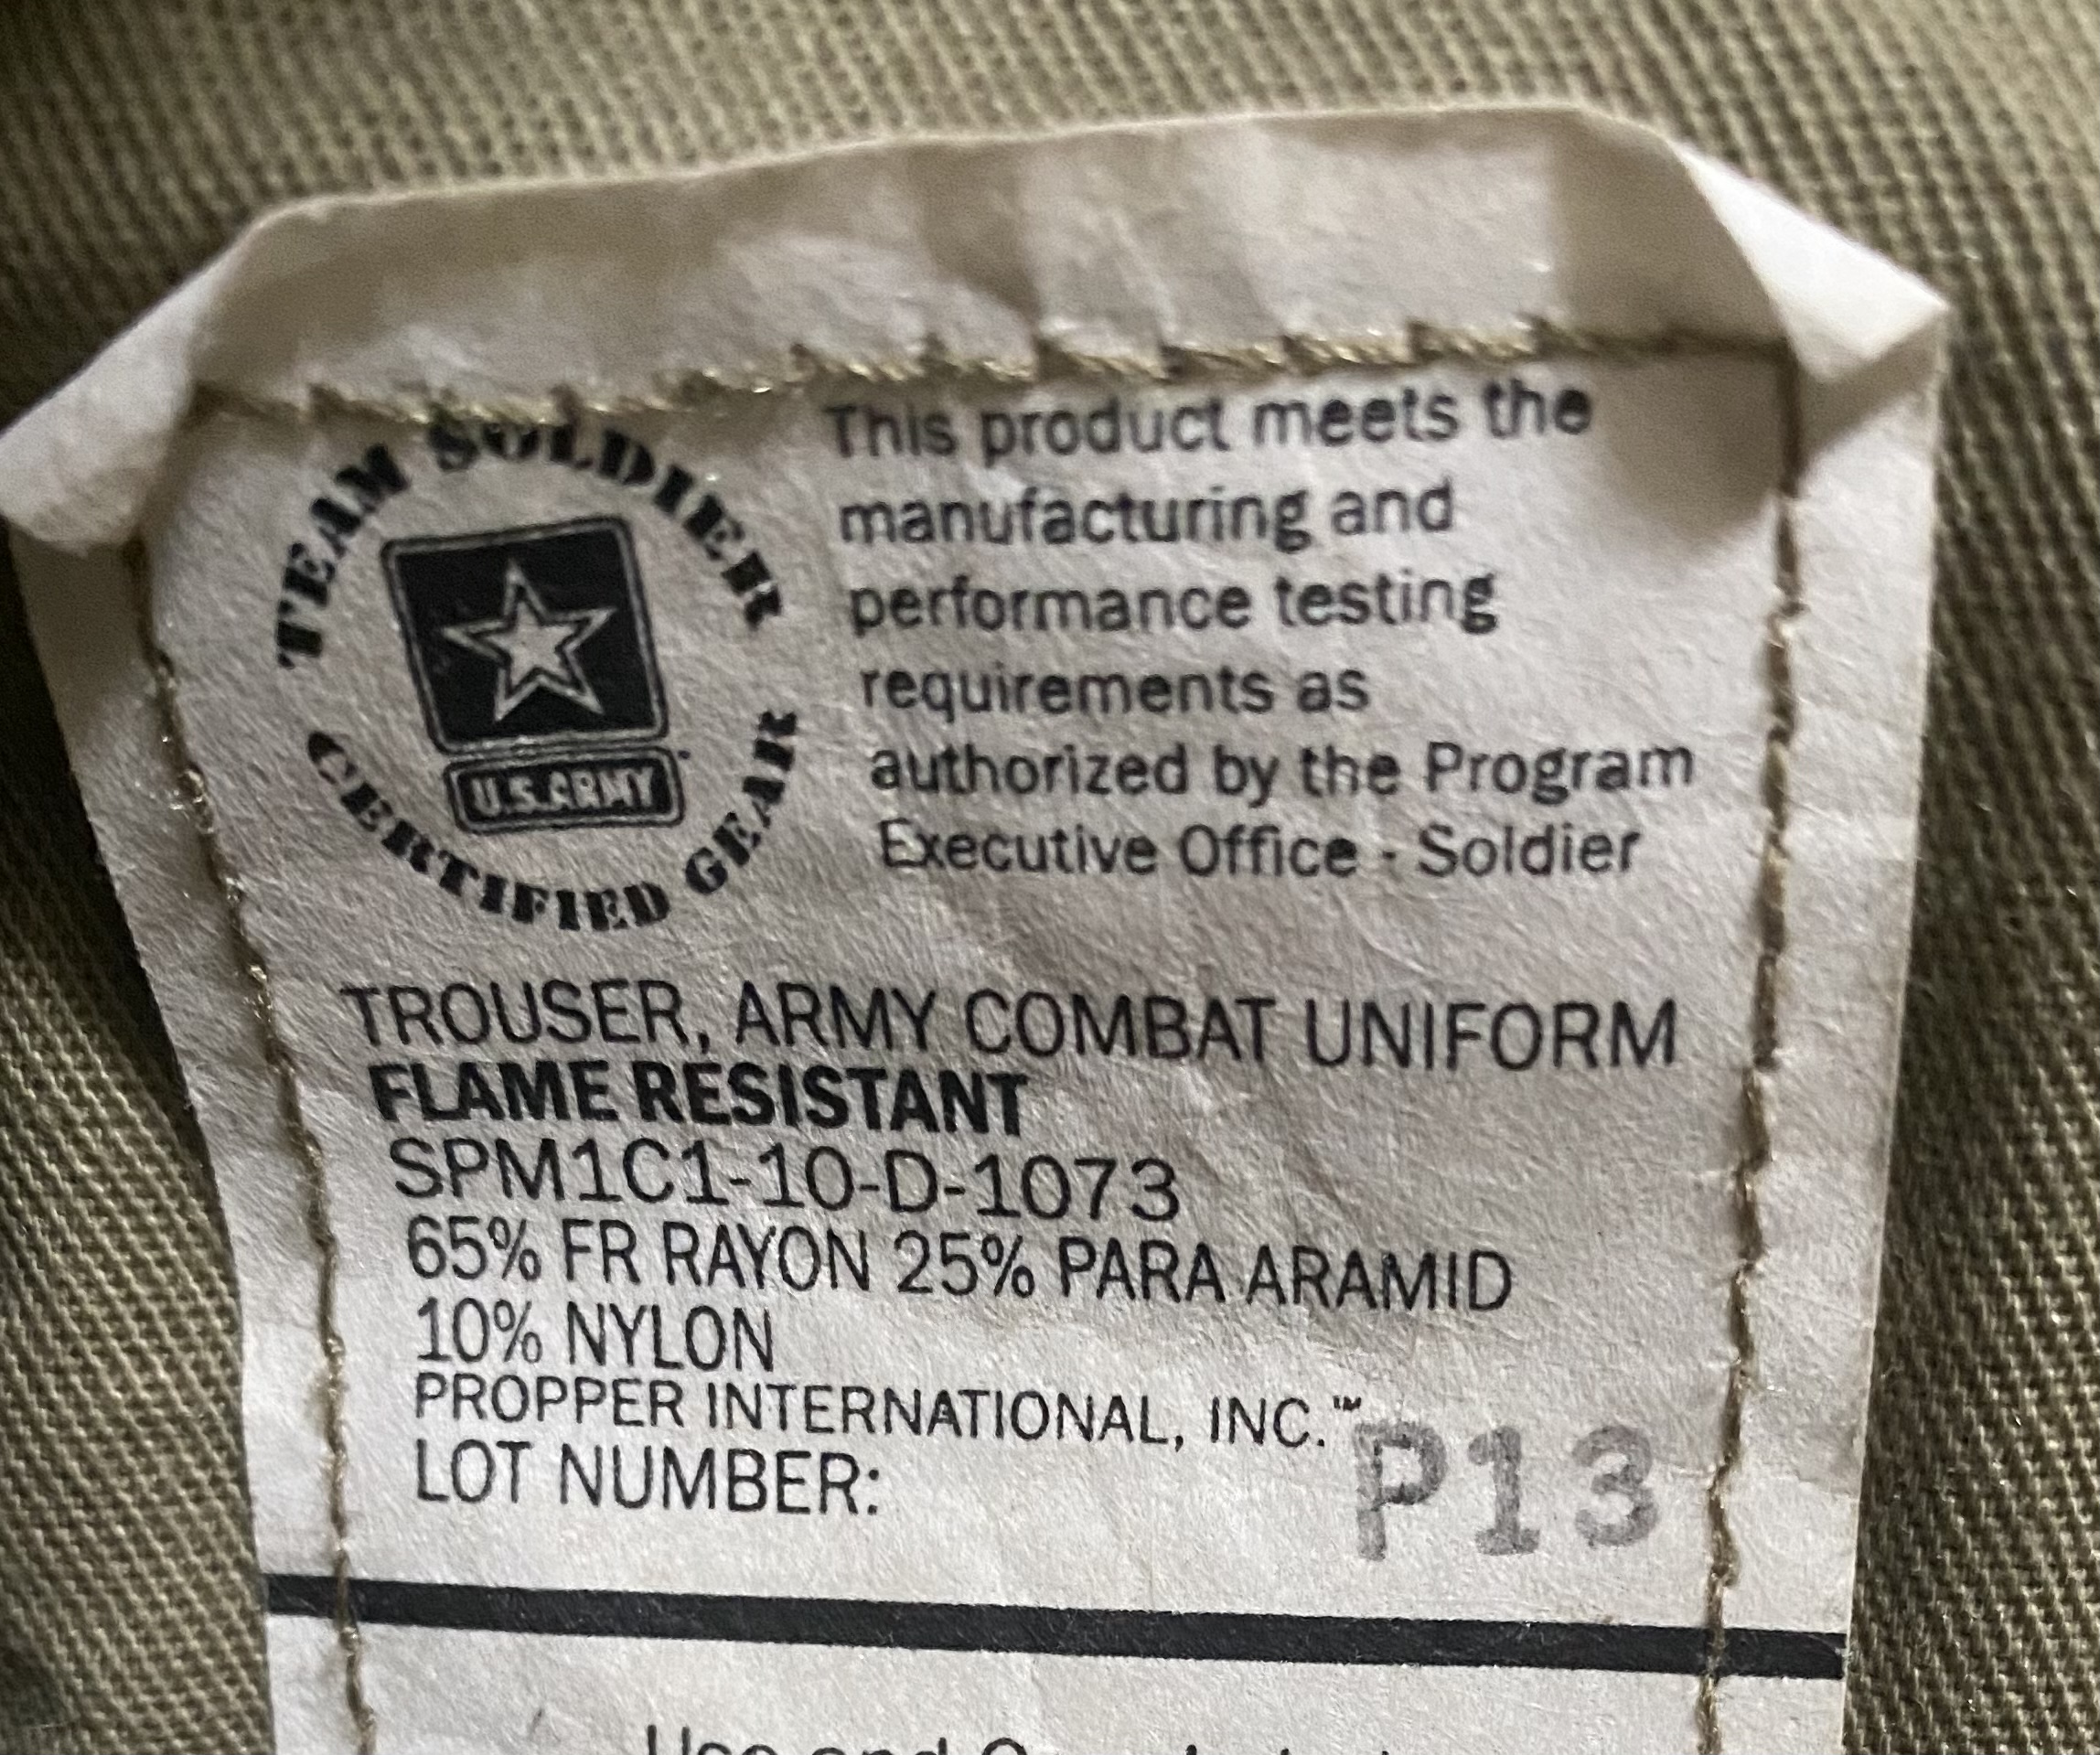 TEAM SOLDIER
U.S.ARMY
CERTIFIED GEAR
This product meets the
manufacturing and
performance testing
requirements as
authorized by the Program
Executive Office - Soldier
TROUSER, ARMY COMBAT UNIFORM
FLAME RESISTANT
SPM1C1-10-D-1073
65% FR RAYON 25% PARA ARAMID
10% NYLON
PROPPER INTERNATIONAL, INC.™
LOT NUMBER: P13
Use and